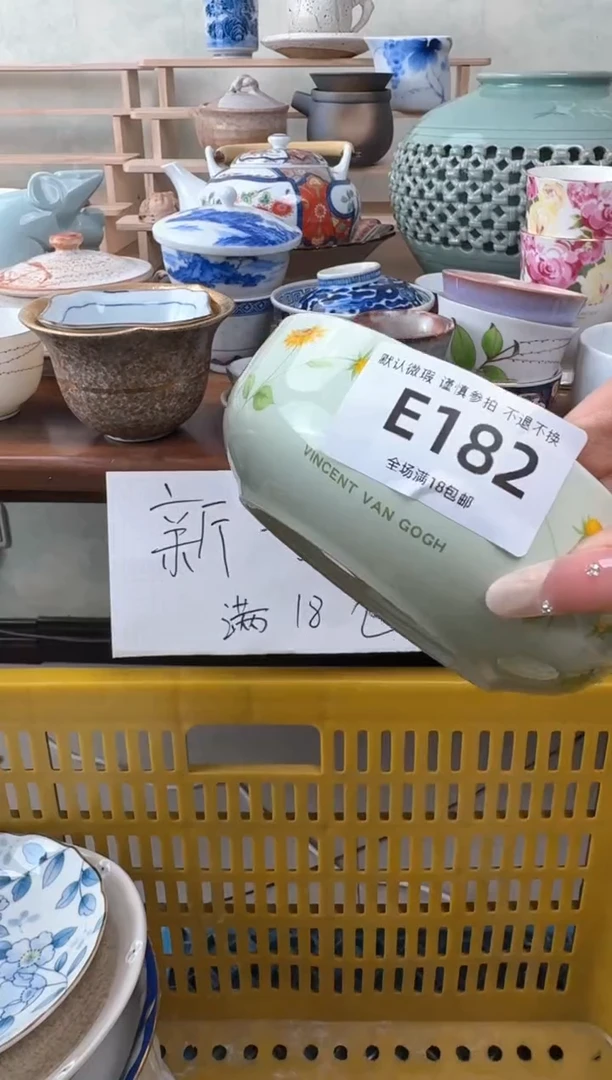 默认微瑕 谨慎参拍 不退不换
E182
全场满18包邮
VINCENT VAN GOGH
新
满 18